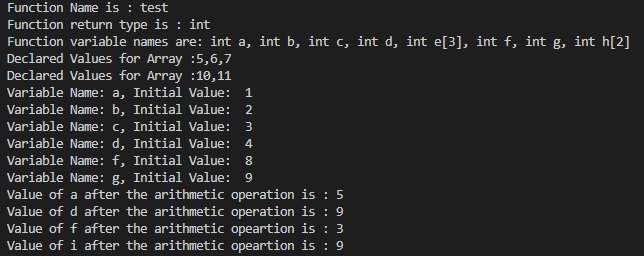 Function Name is : test
Function return type is : int
Function variable names are: int a, int b, int c, int d, int e[3], int f, int g, int h[2]
Declared Values for Array :5,6,7
Declared Values for Array :10,11
Variable Name: a, Initial Value:  1
Variable Name: b, Initial Value:  2
Variable Name: c, Initial Value:  3
Variable Name: d, Initial Value:  4
Variable Name: f, Initial Value:  8
Variable Name: g, Initial Value:  9
Value of a after the arithmetic operation is : 5
Value of d after the arithmetic operation is : 9
Value of f after the arithmetic opeartion is : 3
Value of i after the arithmetic opeartion is : 9